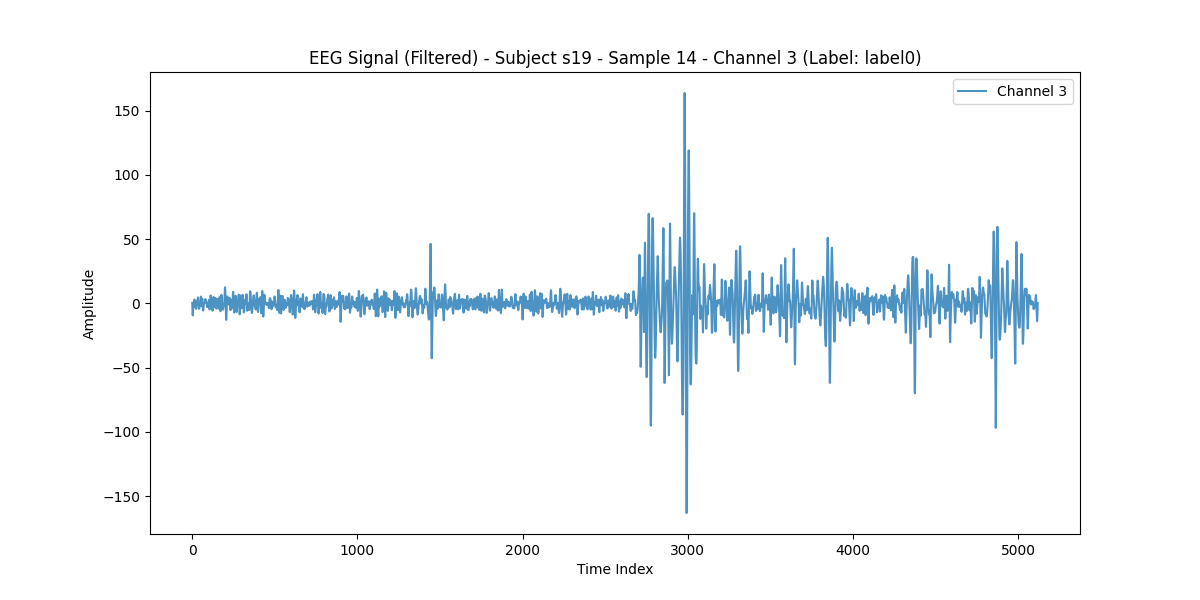 EEG Signal (Filtered) - Subject s19 - Sample 14 - Channel 3 (Label: label0)
Channel 3
150
100
50
0
−50
−100
−150
Amplitude
0 1000 2000 3000 4000 5000
Time Index